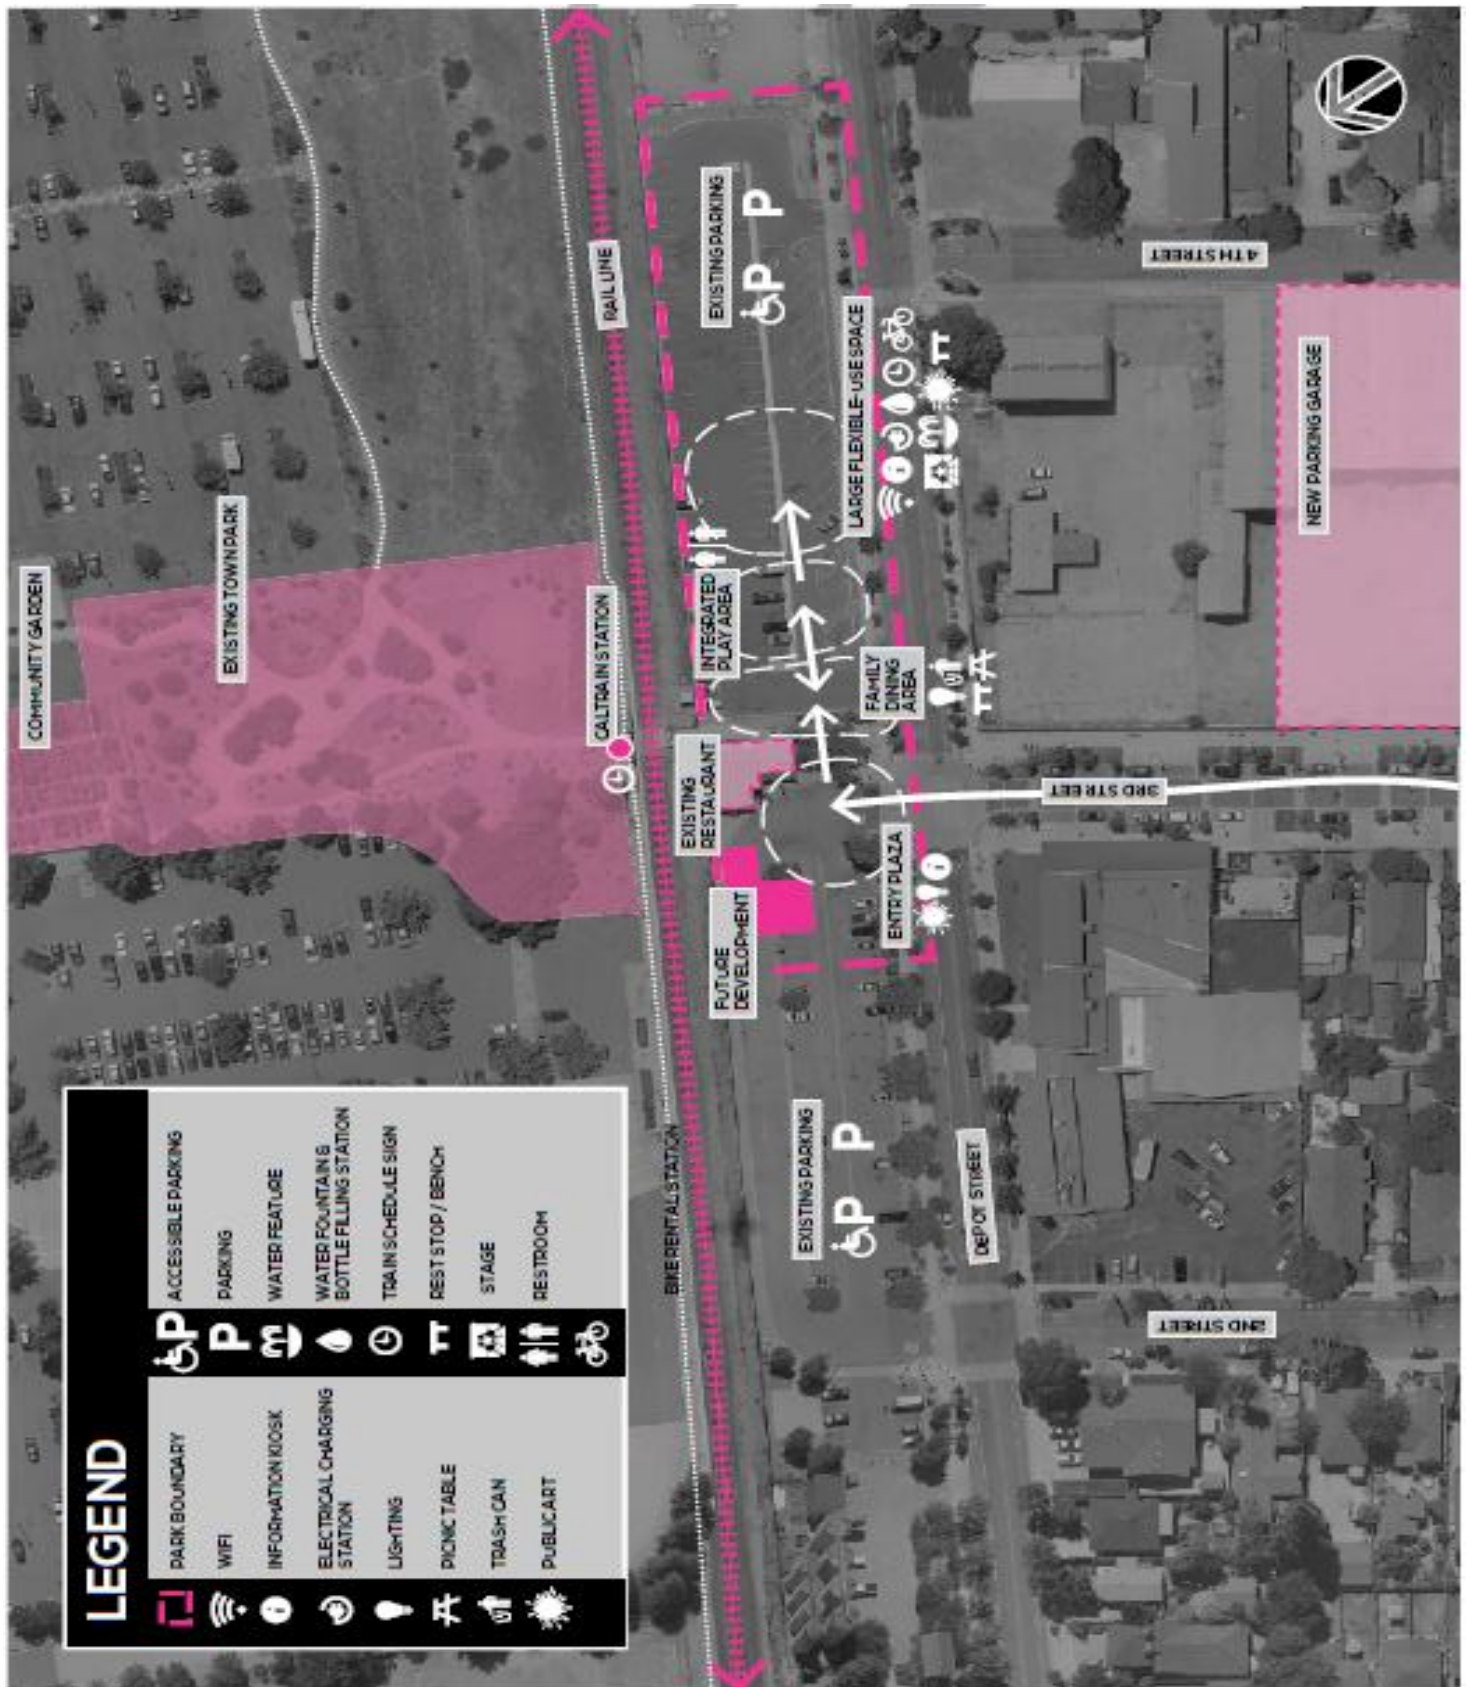 LEGEND
PARK BOUNDARY
WIFI
INFORMATION KIOSK
ELECTRICAL CHARGING
STATION
LIGHTING
PICNIC TABLE
TRASH CAN
PUBLIC ART
P ACCESSIBLE PARKING
P PARKING
WATER FEATURE
WATER FOUNTAIN &
BOTTLE FILLING STATION
TRAIN SCHEDULE SIGN
REST STOP / BENCH
STAGE
RESTROOM
BIKE RENTAL STATION
COMMUNITY GARDEN
EXISTING TOWN PARK
CALTRAIN STATION
RAIL LINE
EXISTING
RESTAURANT
INTEGRATED
PLAY AREA
EXISTING PARKING
P P
FUTURE
DEVELOPMENT
EXISTING PARKING
P P
ENTRY PLAZA
FAMILY
DINING
AREA
LARGE FLEXIBLE-USE SPACE
DEPOT STREET
2ND STREET
3RD STREET
4TH STREET
NEW PARKING GARAGE